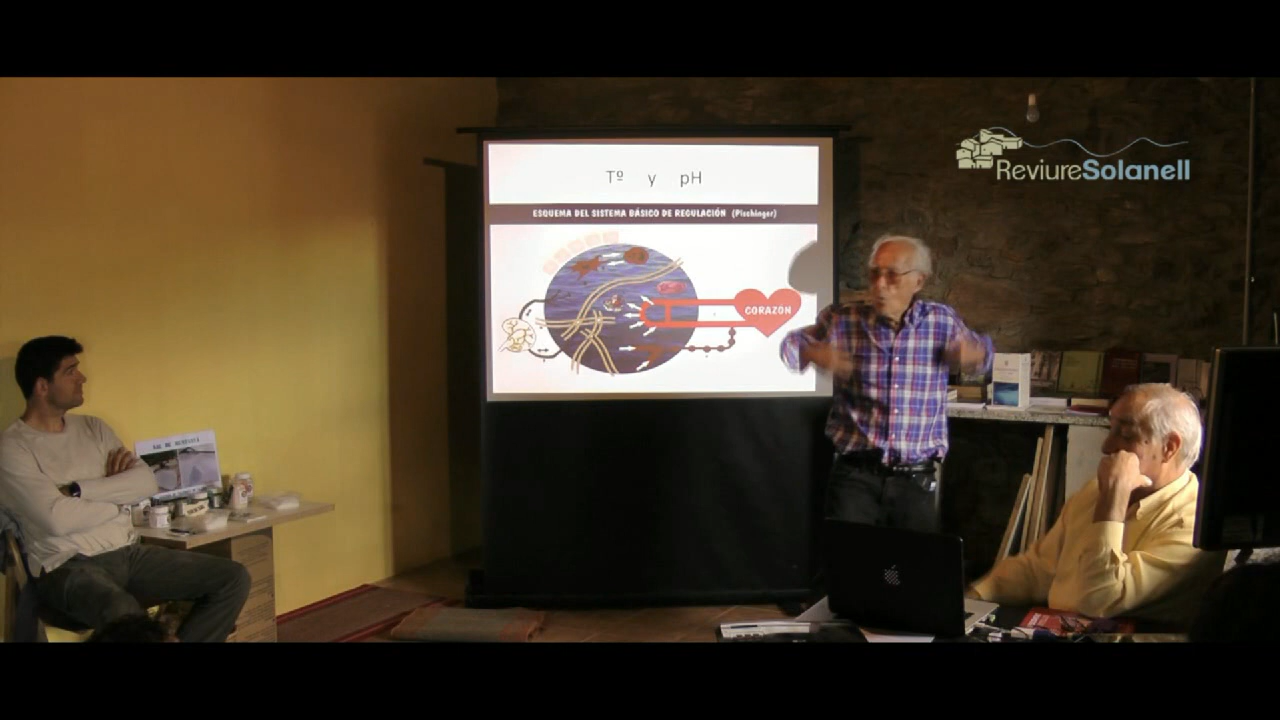 ReviureSolanell
Tº y pH
ESQUEMA DEL SISTEMA BÁSICO DE REGULACIÓN (Pischinger)
CORAZON